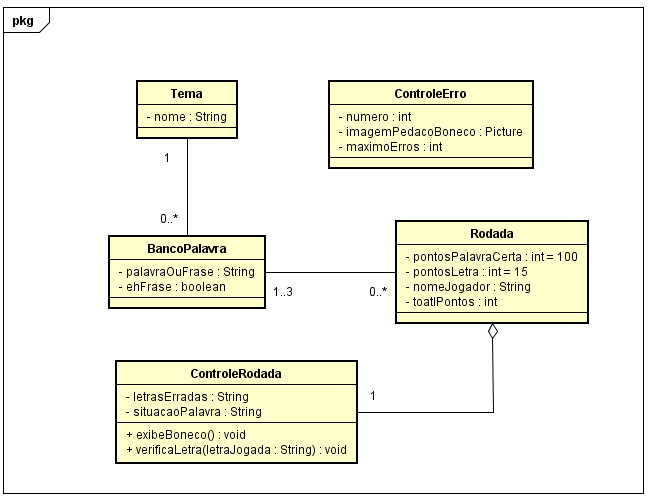 pkg
Tema
- nome : String
ControleErro
- numero : int
- imagemPedacoBoneco : Picture
- maximoErros : int
1
0..*
BancoPalavra
- palavraOuFrase : String
- ehFrase : boolean
1..3
0..*
Rodada
- pontosPalavraCerta : int = 100
- pontosLetra : int = 15
- nomeJogador : String
- toatlPontos : int
ControleRodada
- letrasErradas : String
- situacaoPalavra : String
+ exibeBoneco() : void
+ verificaLetra(letraJogada : String) : void
1